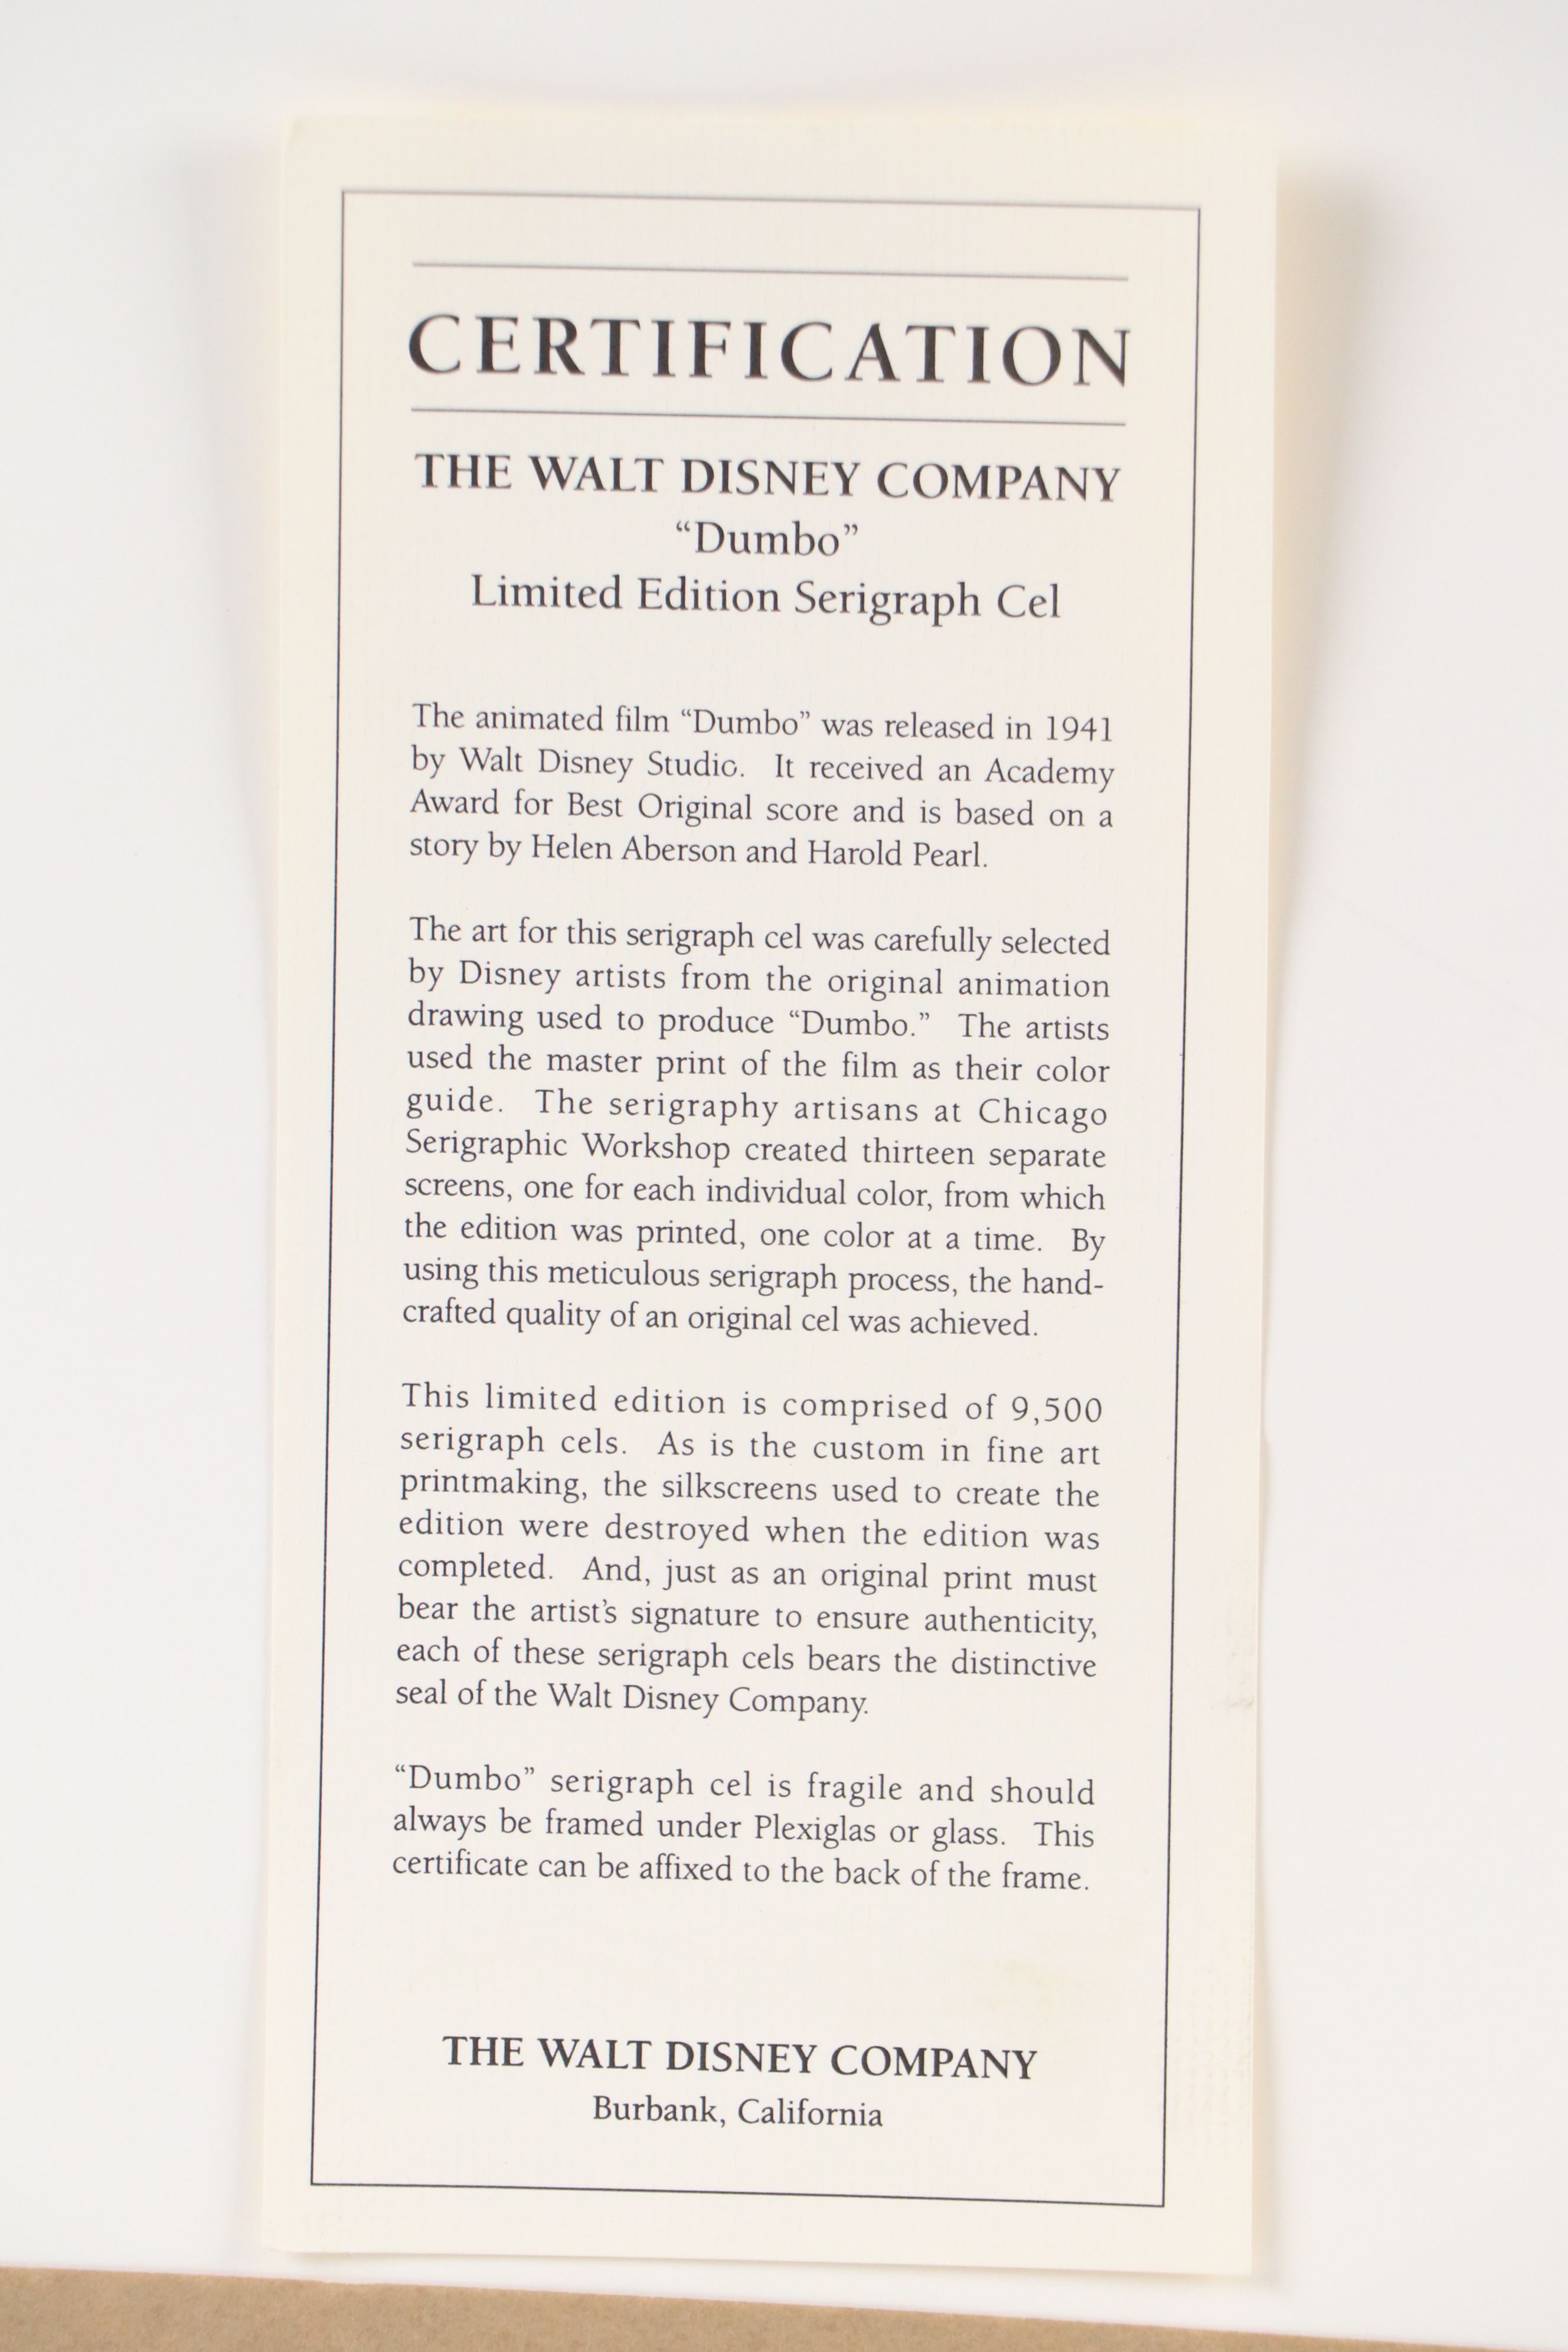 CERTIFICATION
THE WALT DISNEY COMPANY
“Dumbo”
Limited Edition Serigraph Cel
The animated film “Dumbo” was released in 1941
by Walt Disney Studio. It received an Academy
Award for Best Original score and is based on a
story by Helen Aberson and Harold Pearl.
The art for this serigraph cel was carefully selected
by Disney artists from the original animation
drawing used to produce “Dumbo.” The artists
used the master print of the film as their color
guide. The serigraphy artisans at Chicago
Serigraphic Workshop created thirteen separate
screens, one for each individual color, from which
the edition was printed, one color at a time. By
using this meticulous serigraph process, the hand-
crafted quality of an original cel was achieved.
This limited edition is comprised of 9,500
serigraph cels. As is the custom in fine art
printmaking, the silkscreens used to create the
edition were destroyed when the edition was
completed. And, just as an original print must
bear the artist’s signature to ensure authenticity,
each of these serigraph cels bears the distinctive
seal of the Walt Disney Company.
“Dumbo” serigraph cel is fragile and should
always be framed under Plexiglas or glass. This
certificate can be affixed to the back of the frame.
THE WALT DISNEY COMPANY
Burbank, California